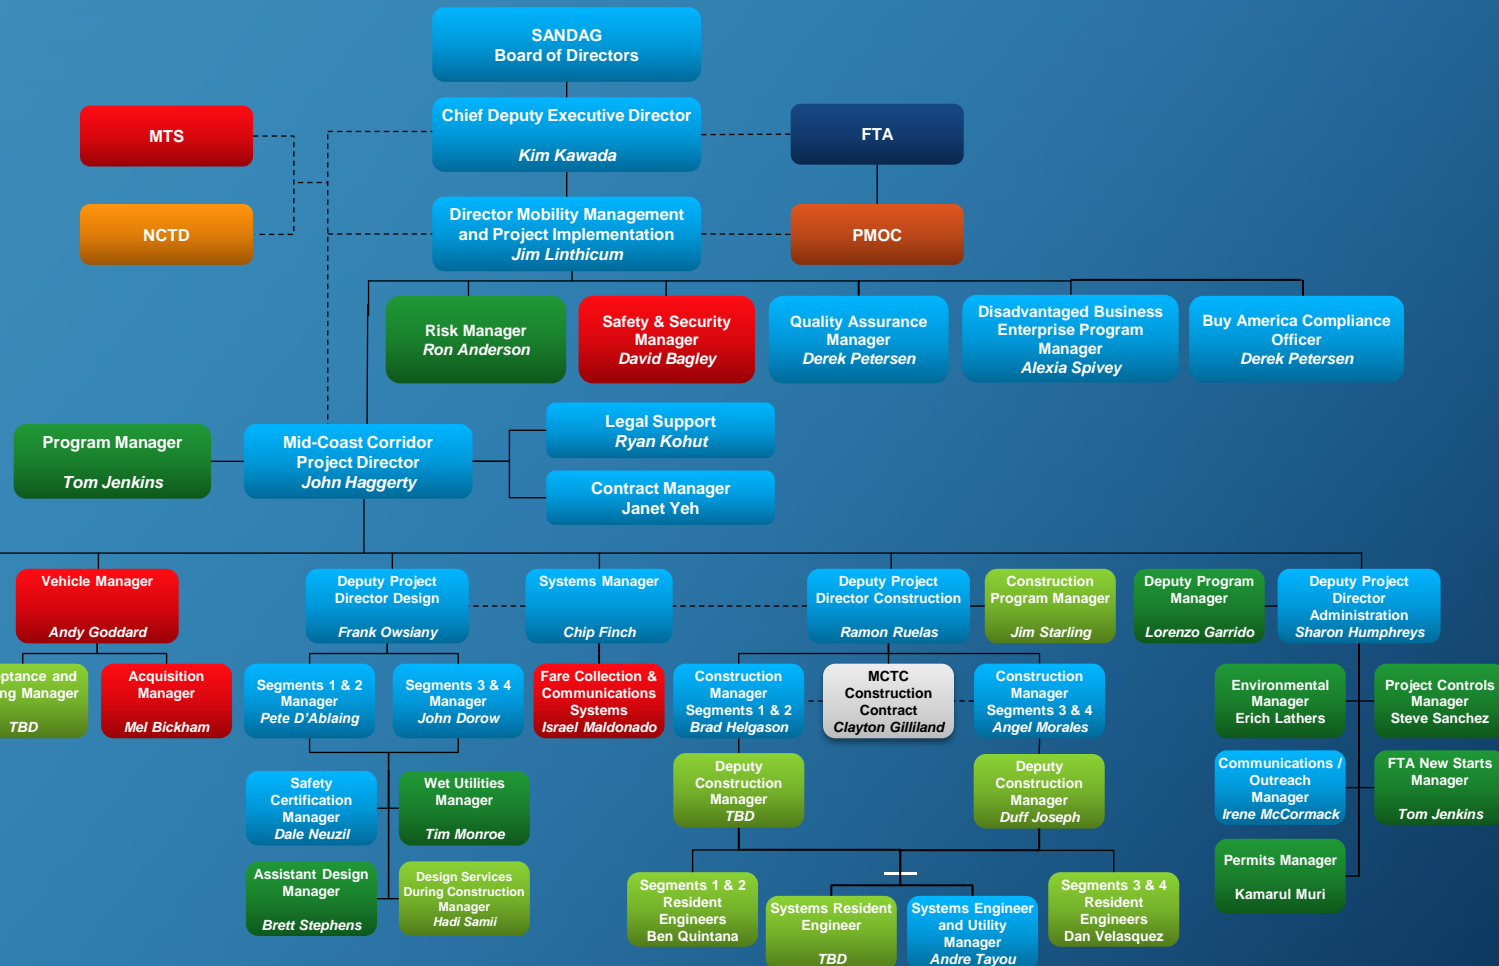 SANDAG
Board of Directors
Chief Deputy Executive Director
Kim Kawada
MTS
FTA
NCTD
Director Mobility Management
and Project Implementation
Jim Linthicum
PMOC
Risk Manager
Ron Anderson
Safety & Security
Manager
David Bagley
Quality Assurance
Manager
Derek Petersen
Disadvantaged Business
Enterprise Program
Manager
Alexia Spivey
Buy America Compliance
Officer
Derek Petersen
Program Manager
Tom Jenkins
Mid-Coast Corridor
Project Director
John Haggerty
Legal Support
Ryan Kohut
Contract Manager
Janet Yeh
Vehicle Manager
Andy Goddard
Deputy Project
Director Design
Frank Owsiany
Systems Manager
Chip Finch
Deputy Project
Director Construction
Ramon Ruelas
Construction
Program Manager
Jim Starling
Deputy Program
Manager
Lorenzo Garrido
Deputy Project
Director
Administration
Sharon Humphreys
ptance and
ng Manager
TBD
Acquisition
Manager
Mel Bickham
Segments 1 & 2
Manager
Pete D'Ablaing
Segments 3 & 4
Manager
John Dorow
Fare Collection &
Communications
Systems
Israel Maldonado
Construction
Manager
Segments 1 & 2
Brad Helgason
MCTC
Construction
Contract
Clayton Gilliland
Construction
Manager
Segments 3 & 4
Angel Morales
Environmental
Manager
Erich Lathers
Project Controls
Manager
Steve Sanchez
Safety
Certification
Manager
Dale Neuzil
Wet Utilities
Manager
Tim Monroe
Deputy
Construction
Manager
TBD
Deputy
Construction
Manager
Duff Joseph
Communications /
Outreach
Manager
Irene McCormack
FTA New Starts
Manager
Tom Jenkins
Assistant Design
Manager
Brett Stephens
Design Services
During Construction
Manager
Hadi Samii
Segments 1 & 2
Resident
Engineers
Ben Quintana
Systems Resident
Engineer
TBD
Systems Engineer
and Utility
Manager
Andre Tayou
Segments 3 & 4
Resident
Engineers
Dan Velasquez
Permits Manager
Kamarul Muri